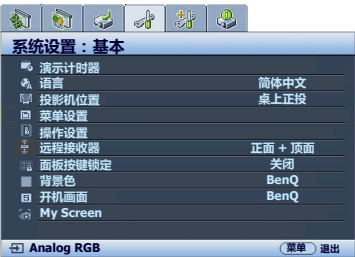 系统设置：基本
演示计时器
语言 简体中文
投影机位置 桌上正投
菜单设置
操作设置
远程接收器 正面 + 顶面
面板按键锁定 关闭
背景色 BenQ
开机画面 BenQ
My Screen
Analog RGB 菜单 退出